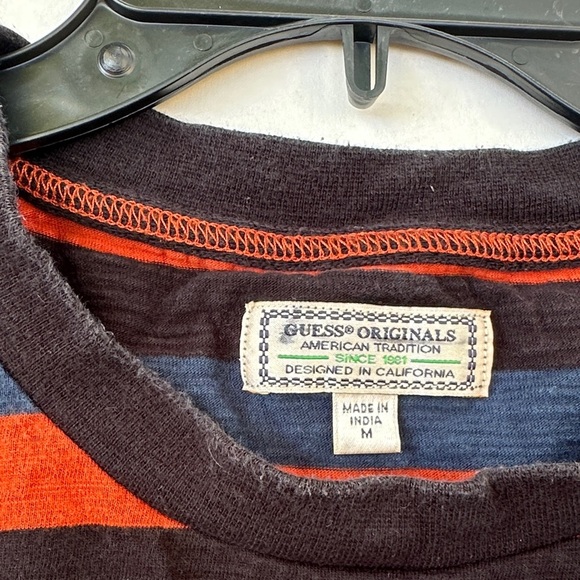 GUESS® ORIGINALS
AMERICAN TRADITION
SINCE 1981
DESIGNED IN CALIFORNIA
MADE IN
INDIA
M